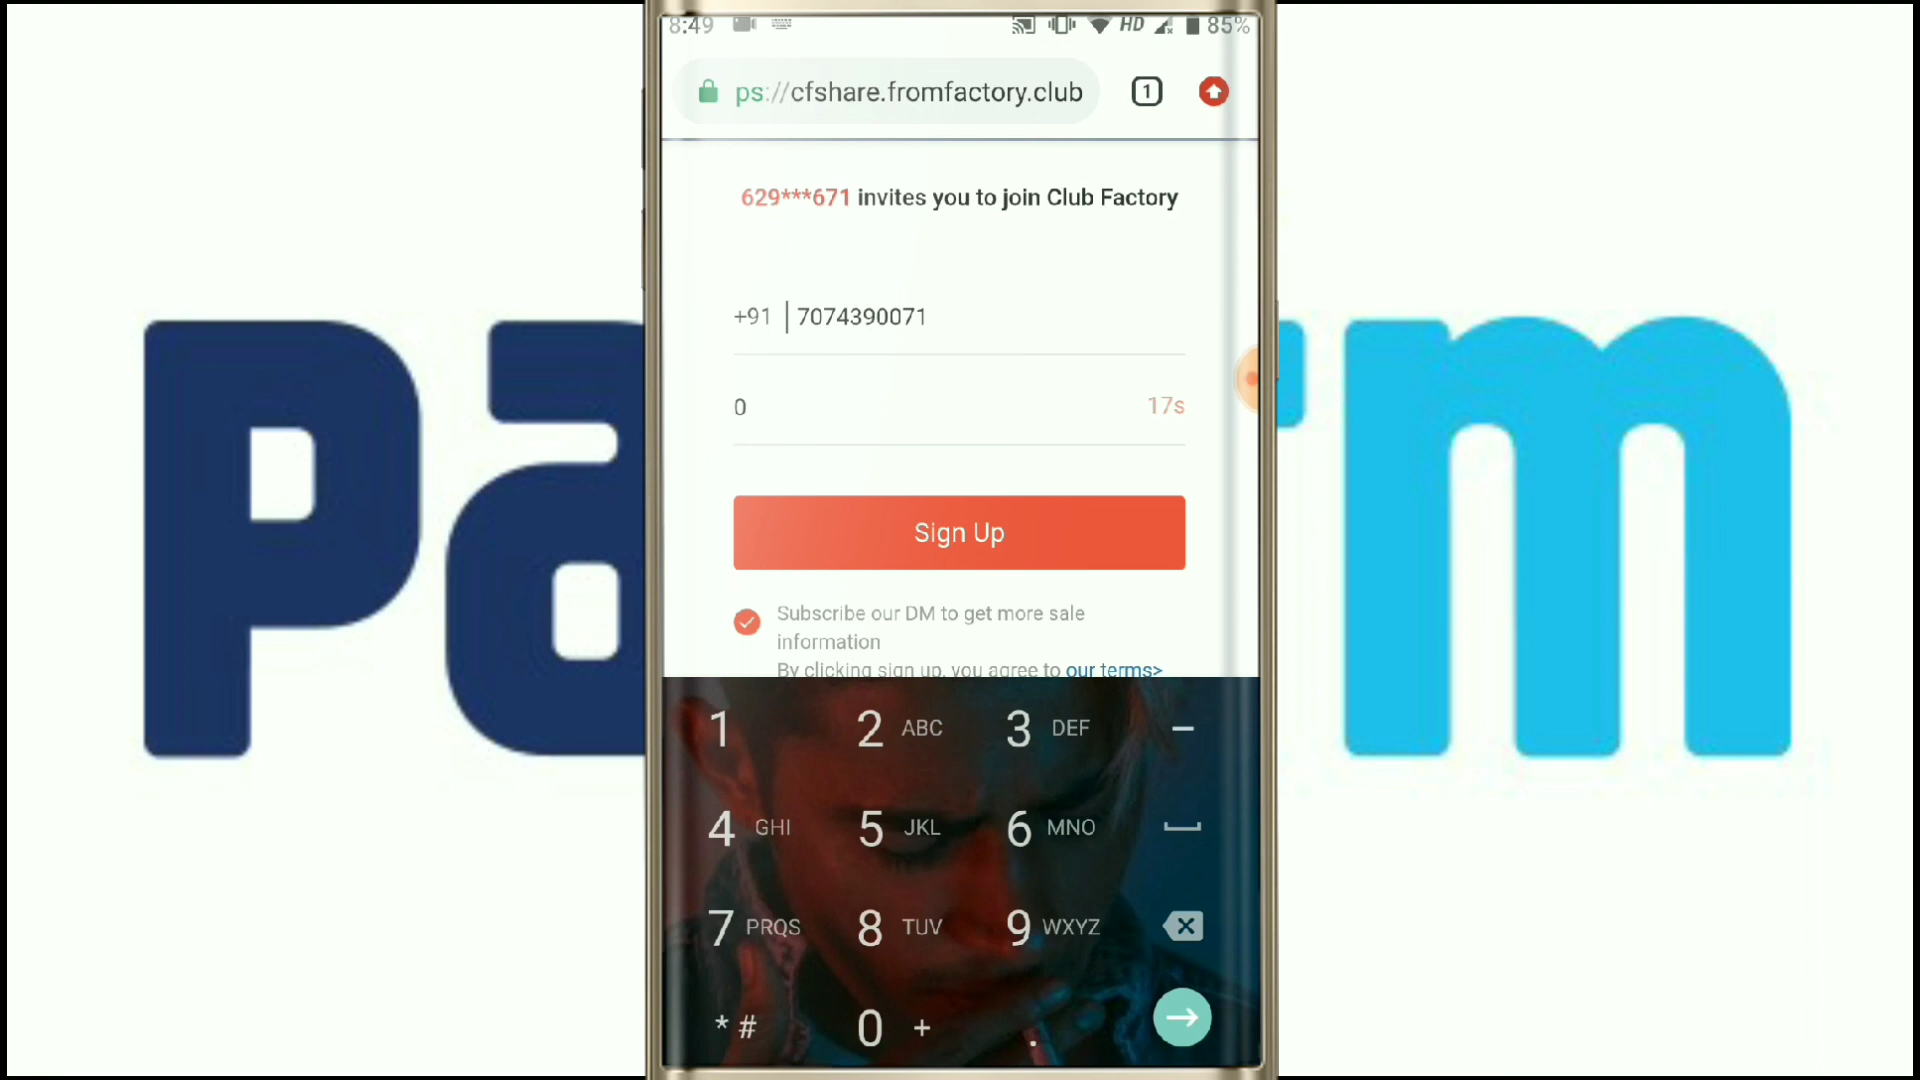 8:49 HD 85%
ps://cfshare.fromfactory.club 1
629***671 invites you to join Club Factory
+91 7074390071
0 17s
Sign Up
Subscribe our DM to get more sale
information
By clicking sign up, you agree to our terms>
Pa m
1 2 ABC 3 DEF -
4 GHI 5 JKL 6 MNO
7 PRQS 8 TUV 9 WXYZ
* # 0 + .